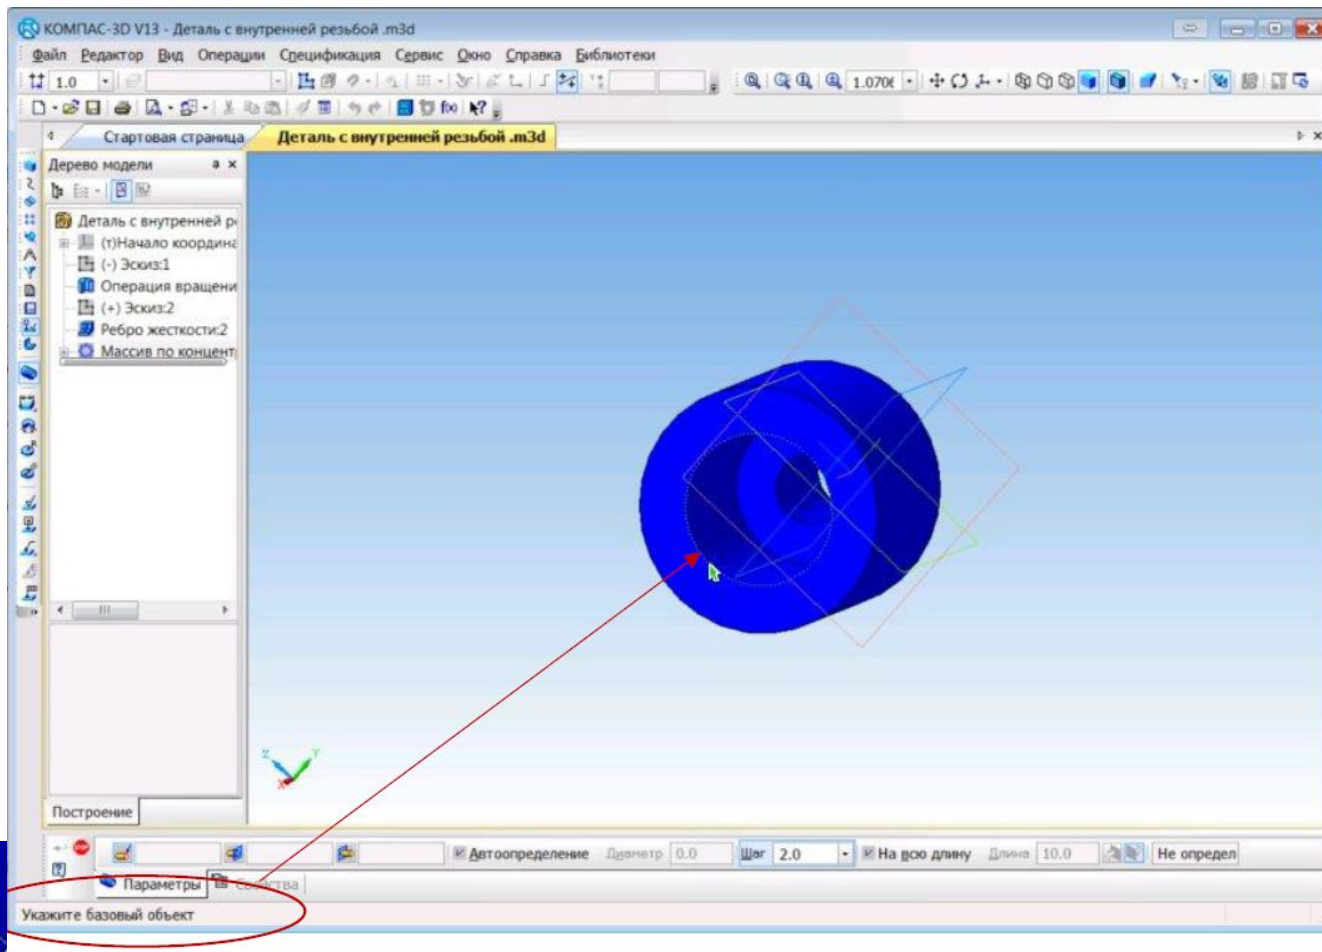 КОМПАС-3D V13 - Деталь с внутренней резьбой .m3d
Файл Редактор Вид Операции Спецификация Сервис Окно Справка Библиотеки
1.0
1.070
f(x)
Стартовая страница Деталь с внутренней резьбой .m3d
Дерево модели
Деталь с внутренней р
(т)Начало координа
(-) Эскиз:1
Операция вращени
(+) Эскиз:2
Ребро жесткости:2
Массив по концент
Z Y
X
Построение
Автоопределение Диаметр 0.0 Шаг 2.0 На всю длину Длина 10.0 Не определ
Параметры Свойства
Укажите базовый объект